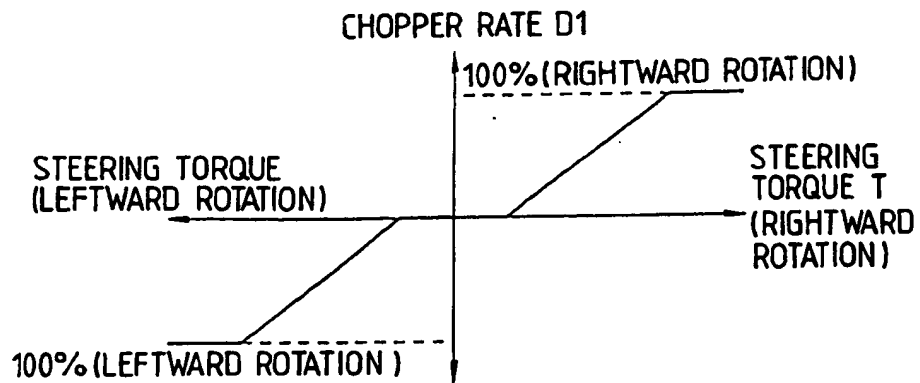 CHOPPER RATE D1
100% (RIGHTWARD ROTATION)
STEERING TORQUE
(LEFTWARD ROTATION)
STEERING
TORQUE T
(RIGHTWARD
ROTATION)
100% (LEFTWARD ROTATION)